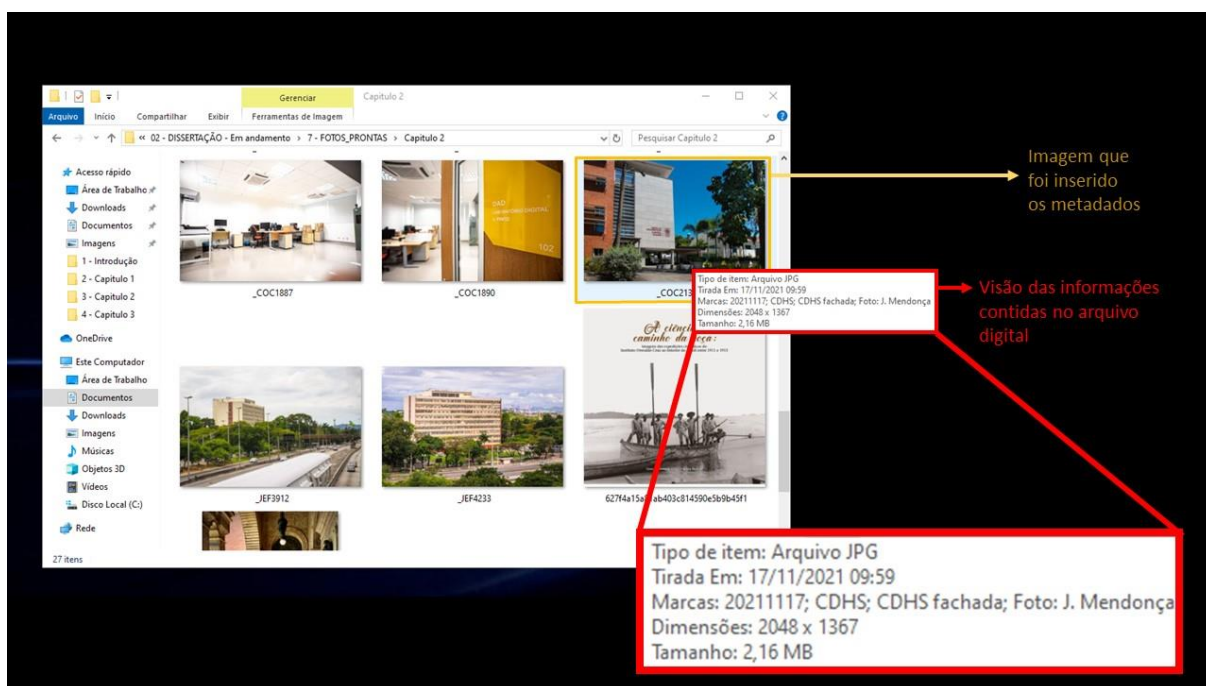 Gerenciar
Capitulo 2
Arquivo Início Compartilhar Exibir Ferramentas de Imagem
« 02 - DISSERTAÇÃO - Em andamento › 7 - FOTOS_PRONTAS › Capitulo 2
Pesquisar Capitulo 2
Acesso rápido
Área de Trabalho
Downloads
Documentos
Imagens
1 - Introdução
2 - Capitulo 1
3 - Capitulo 2
4 - Capitulo 3
OneDrive
Este Computador
Área de Trabalho
Documentos
Downloads
Imagens
Músicas
Objetos 3D
Vídeos
Disco Local (C:)
Rede
27 itens
102
_COC1887
_COC1890
_COC213
A ciência
caminho da roça:
_JEF3912
_JEF4233
Tipo de item: Arquivo JPG
Tirada Em: 17/11/2021 09:59
Marcas: 20211117; CDHS; CDHS fachada; Foto: J. Mendonça
Dimensões: 2048 x 1367
Tamanho: 2,16 MB
Imagem que
foi inserido
os metadados
Visão das informações
contidas no arquivo
digital
Tipo de item: Arquivo JPG
Tirada Em: 17/11/2021 09:59
Marcas: 20211117; CDHS; CDHS fachada; Foto: J. Mendonça
Dimensões: 2048 x 1367
Tamanho: 2,16 MB